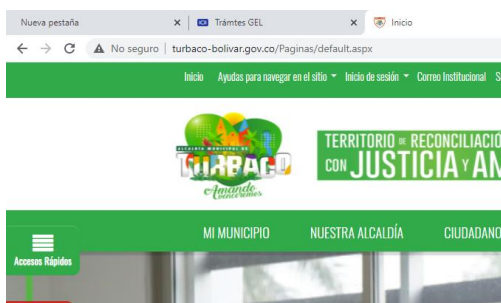 Nueva pestaña
Trámtes GEL
Inicio
No seguro | turbaco-bolivar.gov.co/Paginas/default.aspx
Inicio Ayudas para navegar en el sitio Inicio de sesión Correo Institucional S
ALCALDÍA MUNICIPAL DE
TURBACO
Amando
venceremos
TERRITORIO DE RECONCILIACIÓ
CON JUSTICIA Y AM
MI MUNICIPIO NUESTRA ALCALDÍA CIUDADANO
Accesos Rápidos